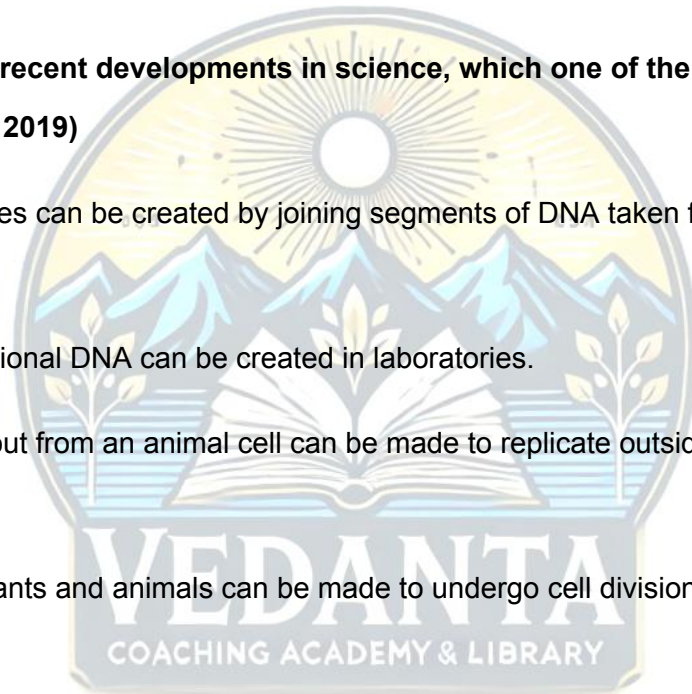 recent developments in science, which one of the
2019)
es can be created by joining segments of DNA taken f
ional DNA can be created in laboratories.
out from an animal cell can be made to replicate outsid
ants and animals can be made to undergo cell division
VEDANTA
COACHING ACADEMY & LIBRARY